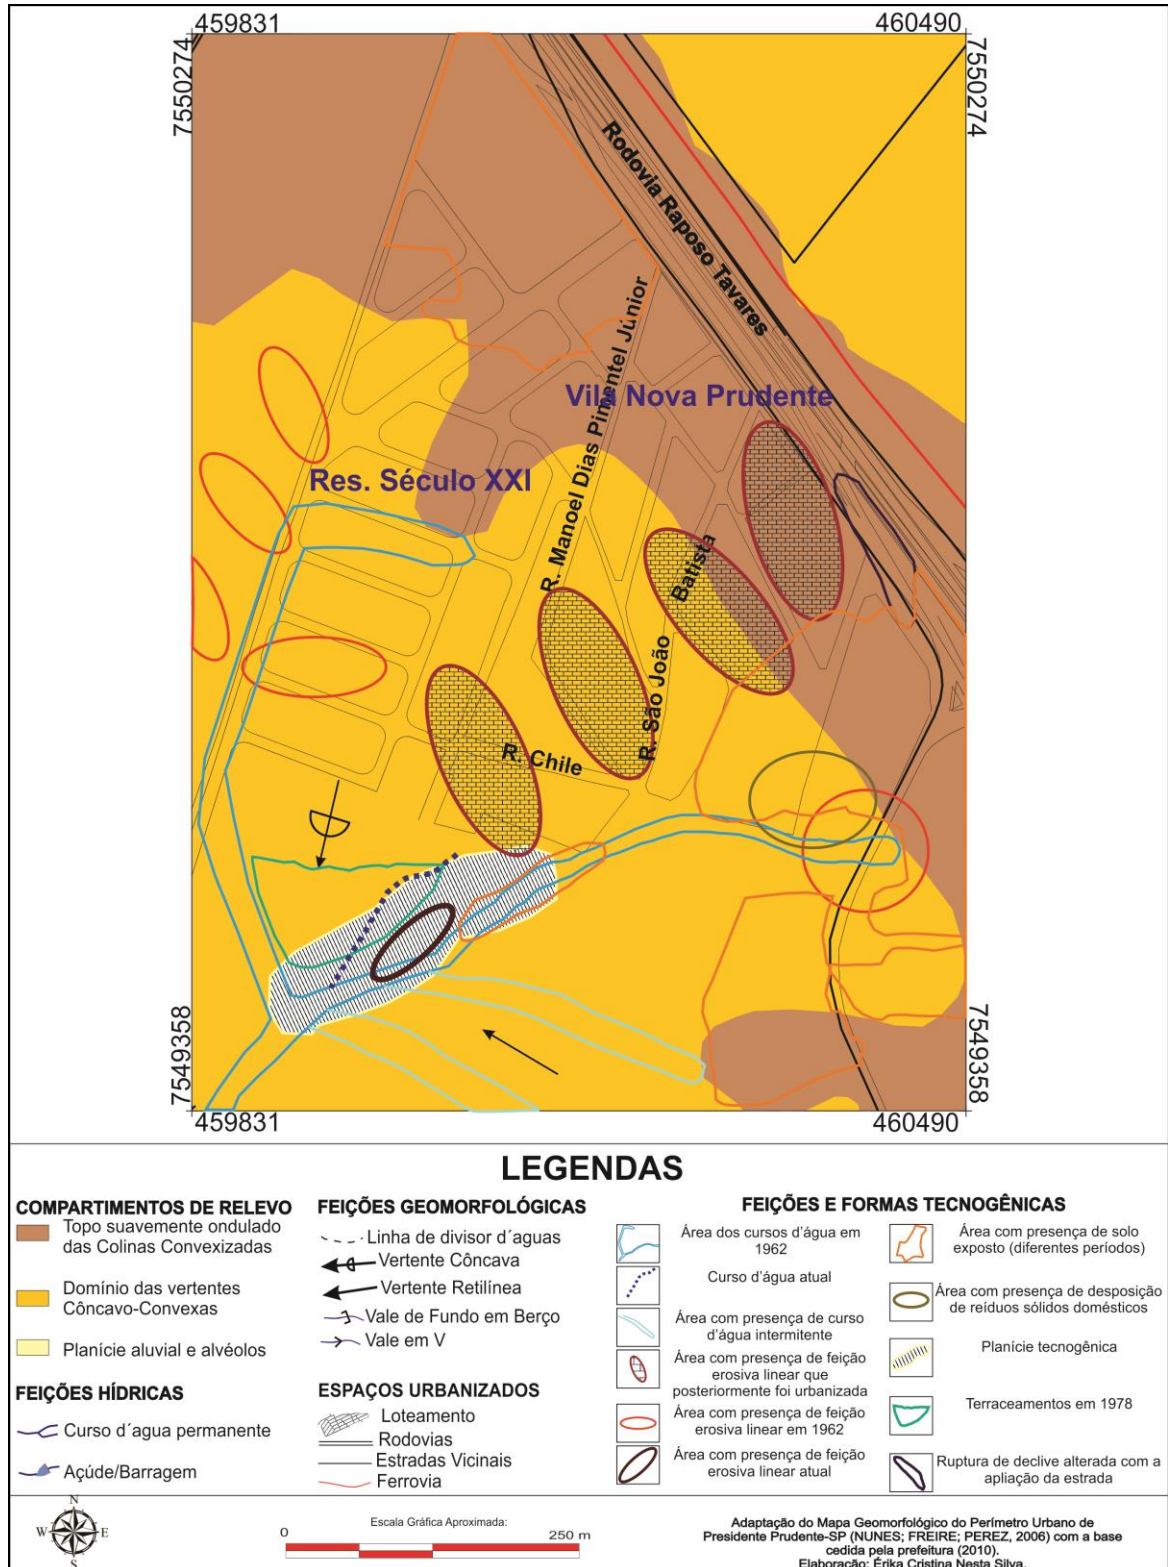 459831
460490
7550274
7550274
Rodovia Raposo Tavares
R. Manoel Dias Pimentel Júnior
Vila Nova Prudente
Res. Século XXI
Batista
R. São João
R. Chile
7549358
7549358
459831
460490
LEGENDAS
COMPARTIMENTOS DE RELEVO
Topo suavemente ondulado
das Colinas Convexizadas
Domínio das vertentes
Côncavo-Convexas
Planície aluvial e alvéolos
FEIÇÕES HÍDRICAS
Curso d´agua permanente
Açúde/Barragem
FEIÇÕES GEOMORFOLÓGICAS
Linha de divisor d´aguas
Vertente Côncava
Vertente Retilínea
Vale de Fundo em Berço
Vale em V
ESPAÇOS URBANIZADOS
Loteamento
Rodovias
Estradas Vicinais
Ferrovia
FEIÇÕES E FORMAS TECNOGÊNICAS
Área dos cursos d'água em
1962
Curso d'água atual
Área com presença de curso
d'água intermitente
Área com presença de feição
erosiva linear que
posteriormente foi urbanizada
Área com presença de feição
erosiva linear em 1962
Área com presença de feição
erosiva linear atual
Área com presença de solo
exposto (diferentes períodos)
Área com presença de desposição
de reíduos sólidos domésticos
Planície tecnogênica
Terraceamentos em 1978
Ruptura de declive alterada com a
apliação da estrada
N
W
E
S
Escala Gráfica Aproximada:
0
250 m
Adaptação do Mapa Geomorfológico do Perímetro Urbano de
Presidente Prudente-SP (NUNES; FREIRE; PEREZ, 2006) com a base
cedida pela prefeitura (2010).
Elaboração: Érika Cristina Nesta Silva.